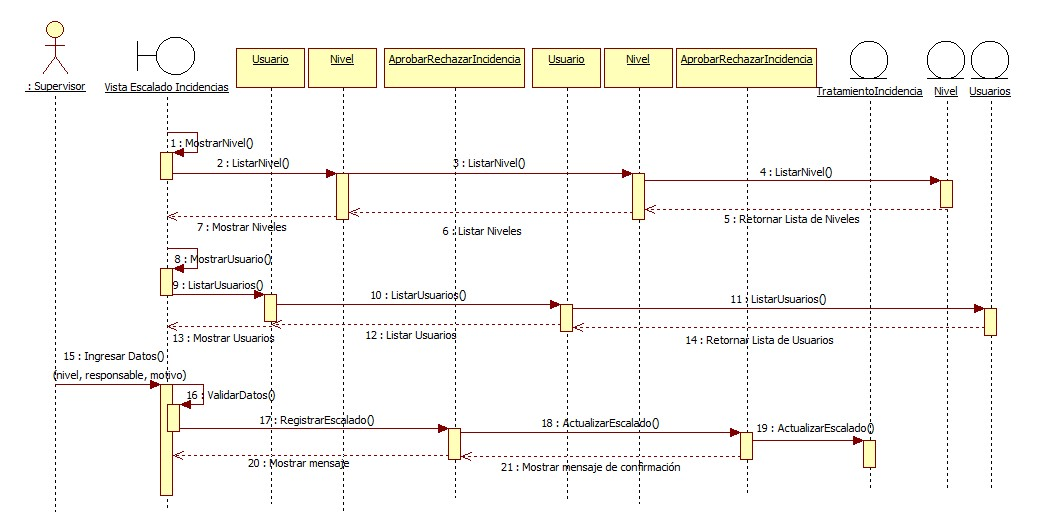 : Supervisor
Vista Escalado Incidencias
Usuario
Nivel
AprobarRechazarIncidencia
Usuario
Nivel
AprobarRechazarIncidencia
TratamientoIncidencia
Nivel
Usuarios
1 : MostrarNivel()
2 : ListarNivel()
3 : ListarNivel()
4 : ListarNivel()
5 : Retornar Lista de Niveles
6 : Listar Niveles
7 : Mostrar Niveles
8 : MostrarUsuario()
9 : ListarUsuarios()
10 : ListarUsuarios()
11 : ListarUsuarios()
12 : Listar Usuarios
13 : Mostrar Usuarios
14 : Retornar Lista de Usuarios
15 : Ingresar Datos()
(nivel, responsable, motivo)
16 : ValidarDatos()
17 : RegistrarEscalado()
18 : ActualizarEscalado()
19 : ActualizarEscalado()
20 : Mostrar mensaje
21 : Mostrar mensaje de confirmación